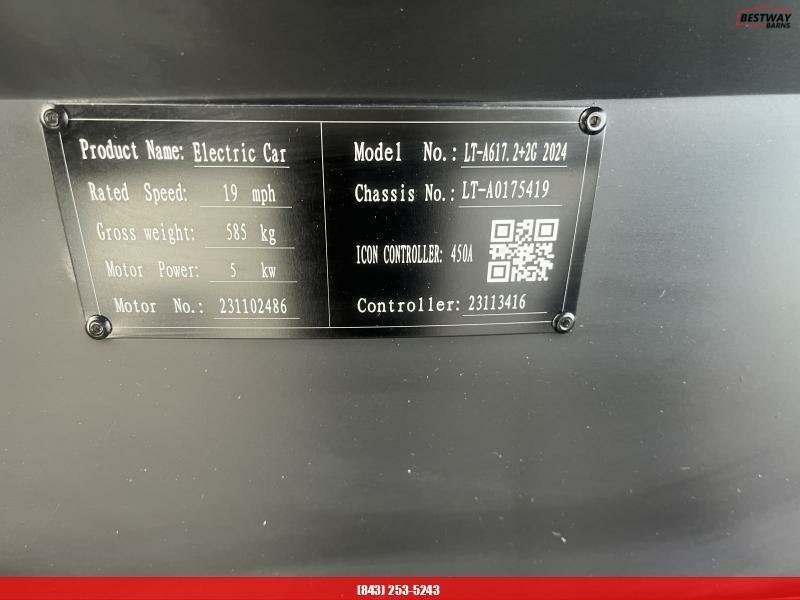 BESTWAY
BARNS
Product Name: Electric Car
Rated Speed: 19 mph
Gross weight: 585 kg
Motor Power: 5 kw
Motor No.: 231102486
Model No.: LT-A617.2+2G 2024
Chassis No.: LT-A0175419
ICON CONTROLLER: 450A
Controller: 23113416
(843) 253-5243